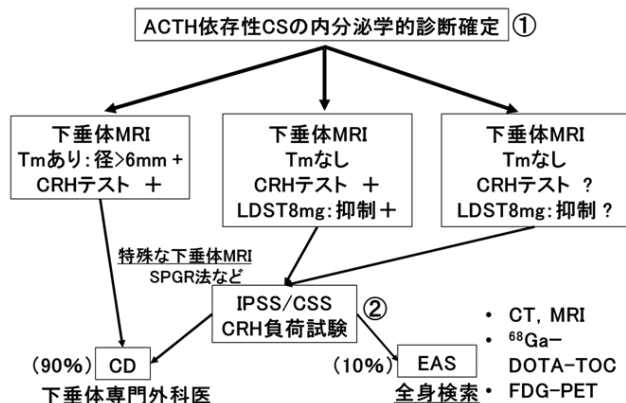 ACTH依存性CSの内分泌学的診断確定 ①
下垂体MRI
Tmあり:径>6mm +
CRHテスト +
下垂体MRI
Tmなし
CRHテスト +
LDST8mg:抑制+
下垂体MRI
Tmなし
CRHテスト ?
LDST8mg:抑制?
特殊な下垂体MRI
SPGR法など
IPSS/CSS
CRH負荷試験
②
(90%) CD
下垂体専門外科医
(10%) EAS
全身検索
• CT, MRI
• ⁶⁸Ga-
DOTA-TOC
• FDG-PET